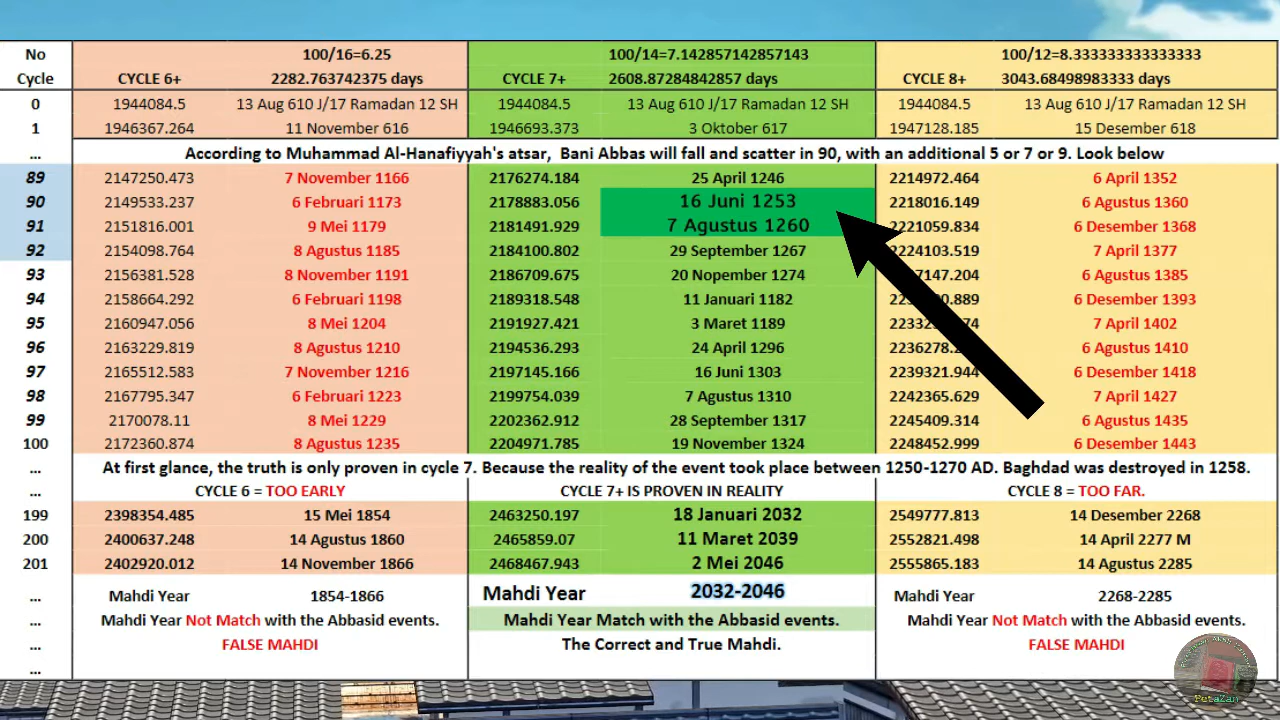 No 100/16=6.25 100/14=7.142857142857143 100/12=8.333333333333333
Cycle CYCLE 6+ 2282.763742375 days CYCLE 7+ 2608.87284842857 days CYCLE 8+ 3043.68498983333 days
0 1944084.5 13 Aug 610 J/17 Ramadan 12 SH 1944084.5 13 Aug 610 J/17 Ramadan 12 SH 1944084.5 13 Aug 610 J/17 Ramadan 12 SH
1 1946367.264 11 November 616 1946693.373 3 Oktober 617 1947128.185 15 Desember 618
... According to Muhammad Al-Hanafiyyah's atsar, Bani Abbas will fall and scatter in 90, with an additional 5 or 7 or 9. Look below
89 2147250.473 7 November 1166 2176274.184 25 April 1246 2214972.464 6 April 1352
90 2149533.237 6 Februari 1173 2178883.056 16 Juni 1253 2218016.149 6 Agustus 1360
91 2151816.001 9 Mei 1179 2181491.929 7 Agustus 1260 2221059.834 6 Desember 1368
92 2154098.764 8 Agustus 1185 2184100.802 29 September 1267 2224103.519 7 April 1377
93 2156381.528 8 November 1191 2186709.675 20 Nopember 1274 7147.204 6 Agustus 1385
94 2158664.292 6 Februari 1198 2189318.548 11 Januari 1182 6 Desember 1393
95 2160947.056 8 Mei 1204 2191927.421 3 Maret 1189 7 April 1402
96 2163229.819 8 Agustus 1210 2194536.293 24 April 1296 2236278. 6 Agustus 1410
97 2165512.583 7 November 1216 2197145.166 16 Juni 1303 2239321.944 6 Desember 1418
98 2167795.347 6 Februari 1223 2199754.039 7 Agustus 1310 2242365.629 7 April 1427
99 2170078.11 8 Mei 1229 2202362.912 28 September 1317 2245409.314 6 Agustus 1435
100 2172360.874 8 Agustus 1235 2204971.785 19 November 1324 2248452.999 6 Desember 1443
... At first glance, the truth is only proven in cycle 7. Because the reality of the event took place between 1250-1270 AD. Baghdad was destroyed in 1258.
... CYCLE 6 = TOO EARLY CYCLE 7+ IS PROVEN IN REALITY CYCLE 8 = TOO FAR.
199 2398354.485 15 Mei 1854 2463250.197 18 Januari 2032 2549777.813 14 Desember 2268
200 2400637.248 14 Agustus 1860 2465859.07 11 Maret 2039 2552821.498 14 April 2277 M
201 2402920.012 14 November 1866 2468467.943 2 Mei 2046 2555865.183 14 Agustus 2285
... Mahdi Year 1854-1866 Mahdi Year 2032-2046 Mahdi Year 2268-2285
... Mahdi Year Not Match with the Abbasid events. Mahdi Year Match with the Abbasid events. Mahdi Year Not Match with the Abbasid events.
... FALSE MAHDI The Correct and True Mahdi. FALSE MAHDI
...
PetaZan